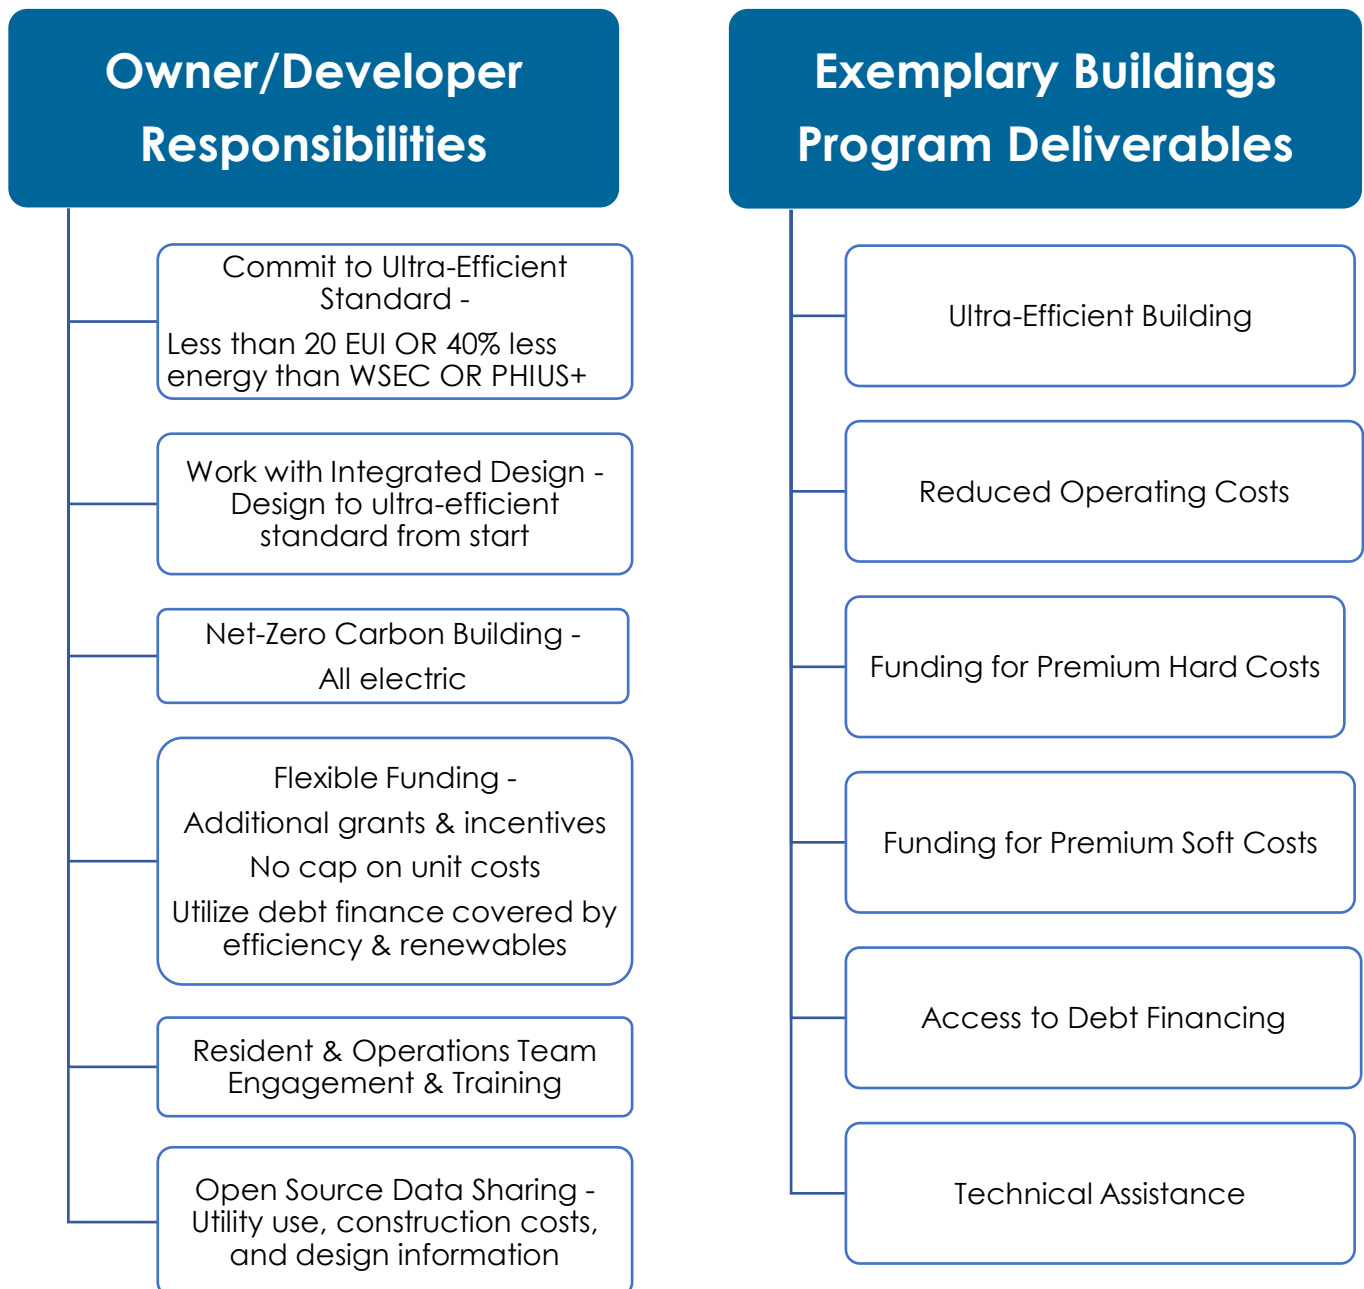 Owner/Developer
Responsibilities
Commit to Ultra-Efficient
Standard -
Less than 20 EUI OR 40% less
energy than WSEC OR PHIUS+
Work with Integrated Design -
Design to ultra-efficient
standard from start
Net-Zero Carbon Building -
All electric
Flexible Funding -
Additional grants & incentives
No cap on unit costs
Utilize debt finance covered by
efficiency & renewables
Resident & Operations Team
Engagement & Training
Open Source Data Sharing -
Utility use, construction costs,
and design information
Exemplary Buildings
Program Deliverables
Ultra-Efficient Building
Reduced Operating Costs
Funding for Premium Hard Costs
Funding for Premium Soft Costs
Access to Debt Financing
Technical Assistance